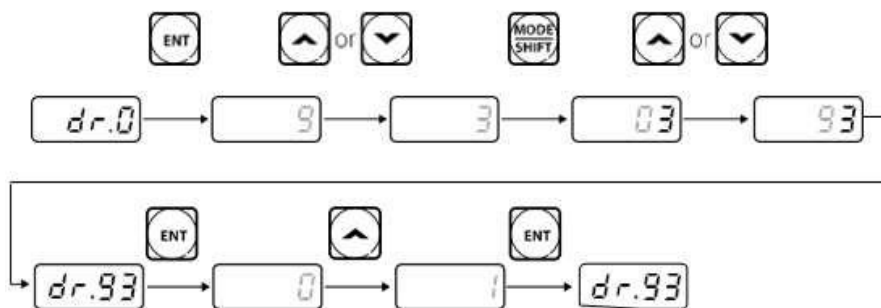 ENT or MODE SHIFT or
dr.0 9 3 03 93
ENT ENT
dr.93 0 1 dr.93